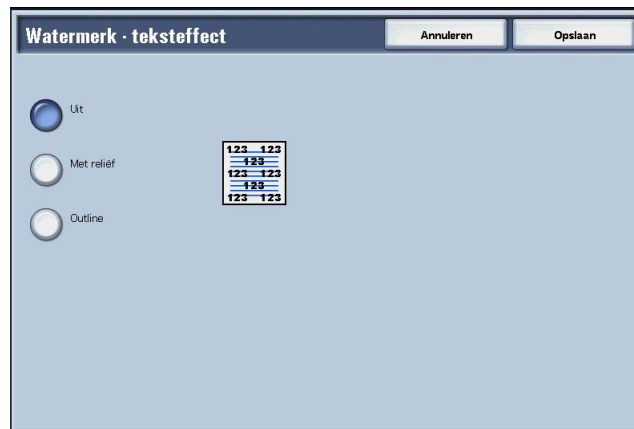 Watermerk - teksteffect
Annuleren
Opslaan
Uit
Met reliëf
123 123
123
123 123
123
123 123
Outline